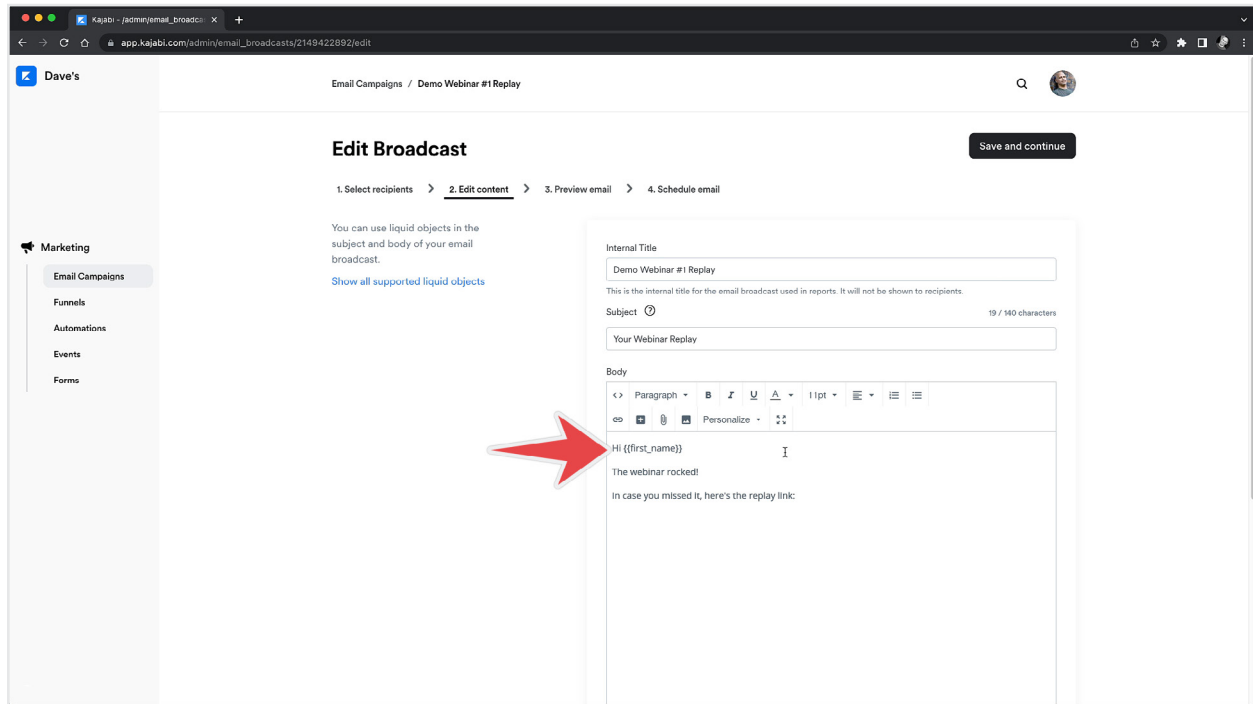 Kajabi - /admin/email_broadcas
app.kajabi.com/admin/email_broadcasts/2149422892/edit
Dave's
Email Campaigns / Demo Webinar #1 Replay
Edit Broadcast
Save and continue
1. Select recipients > 2. Edit content > 3. Preview email > 4. Schedule email
You can use liquid objects in the
subject and body of your email
broadcast.
Show all supported liquid objects
Marketing
Email Campaigns
Funnels
Automations
Events
Forms
Internal Title
Demo Webinar #1 Replay
This is the internal title for the email broadcast used in reports. It will not be shown to recipients.
Subject ?
19 / 140 characters
Your Webinar Replay
Body
<> Paragraph B I U A 11pt
Personalize
Hi {{first_name}}
The webinar rocked!
In case you missed it, here's the replay link: